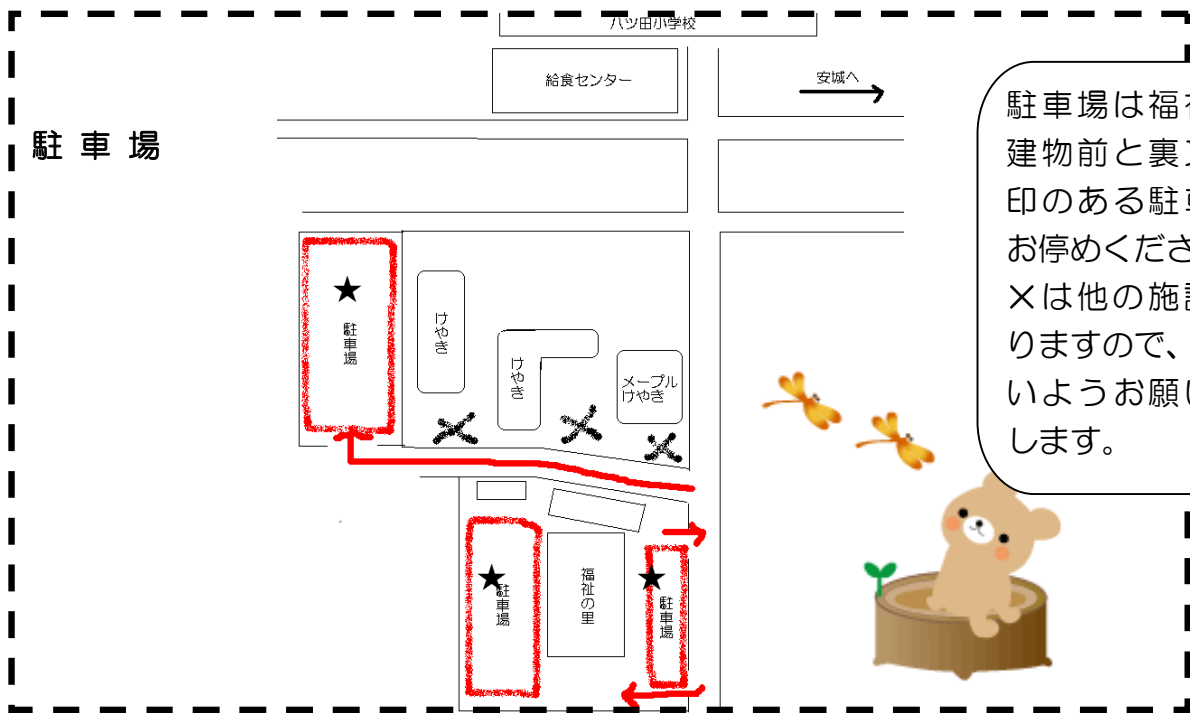 八ツ田小学校
給食センター
安城へ
駐車場
駐車場は福
建物前と裏
印のある駐
お停めくださ
×は他の施
りますので、
いようお願
します。
★
駐車場
けやき
けやき
メープル
けやき
★
駐車場
福祉の里
★
駐車場